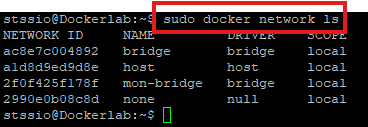 stssio@Dockerlab:~$ sudo docker network ls
NETWORK ID NAME DRIVER SCOPE
ac8e7c004892 bridge bridge local
a1d8d9ed9d8e host host local
2f0f425f178f mon-bridge bridge local
2990e0b08c8d none null local
stssio@Dockerlab:~$